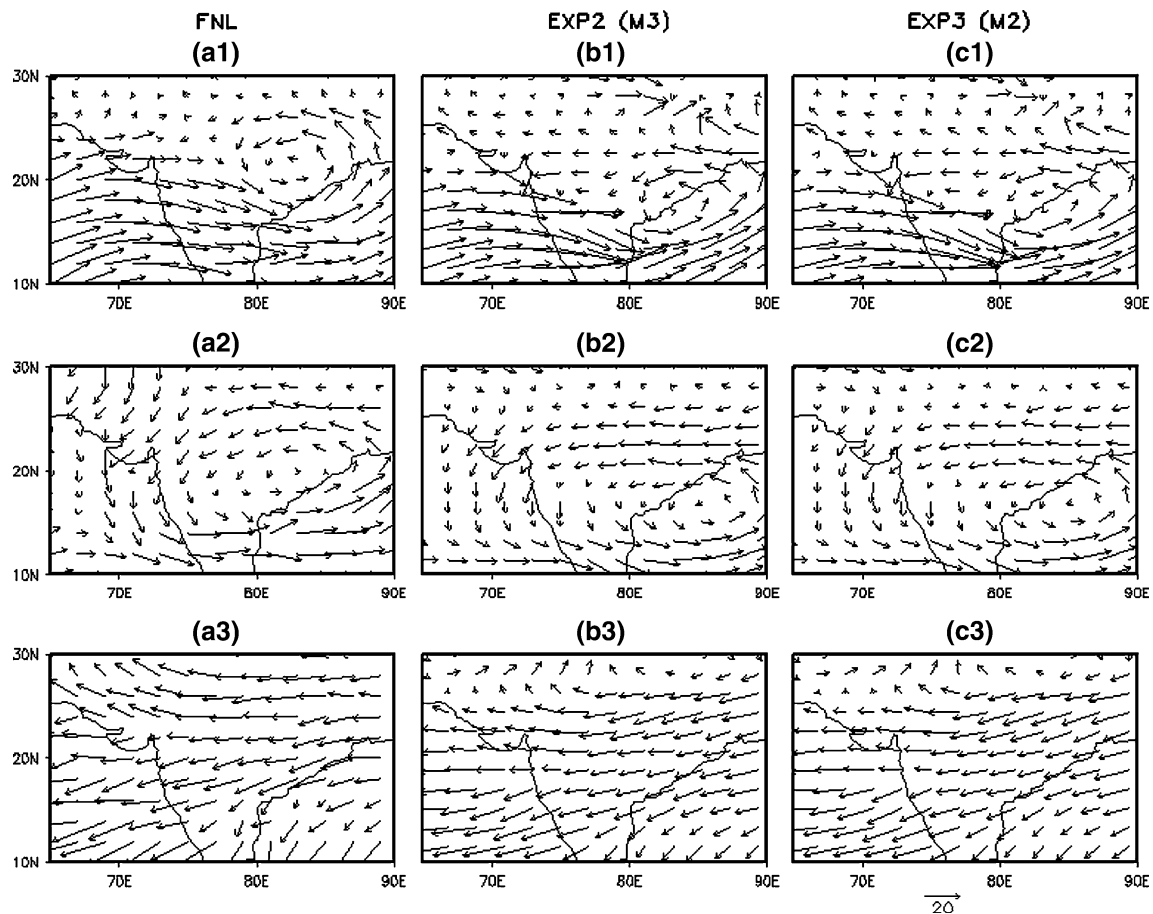 FNL EXP2 (M3) EXP3 (M2)
(a1) (b1) (c1)
30N
20N
10N
70E 80E 90E 70E 80E 90E 70E 80E 90E
(a2) (b2) (c2)
30N
20N
10N
70E 80E 90E 70E 80E 90E 70E 80E 90E
(a3) (b3) (c3)
30N
20N
10N
70E 80E 90E 70E 80E 90E 70E 80E 90E
20